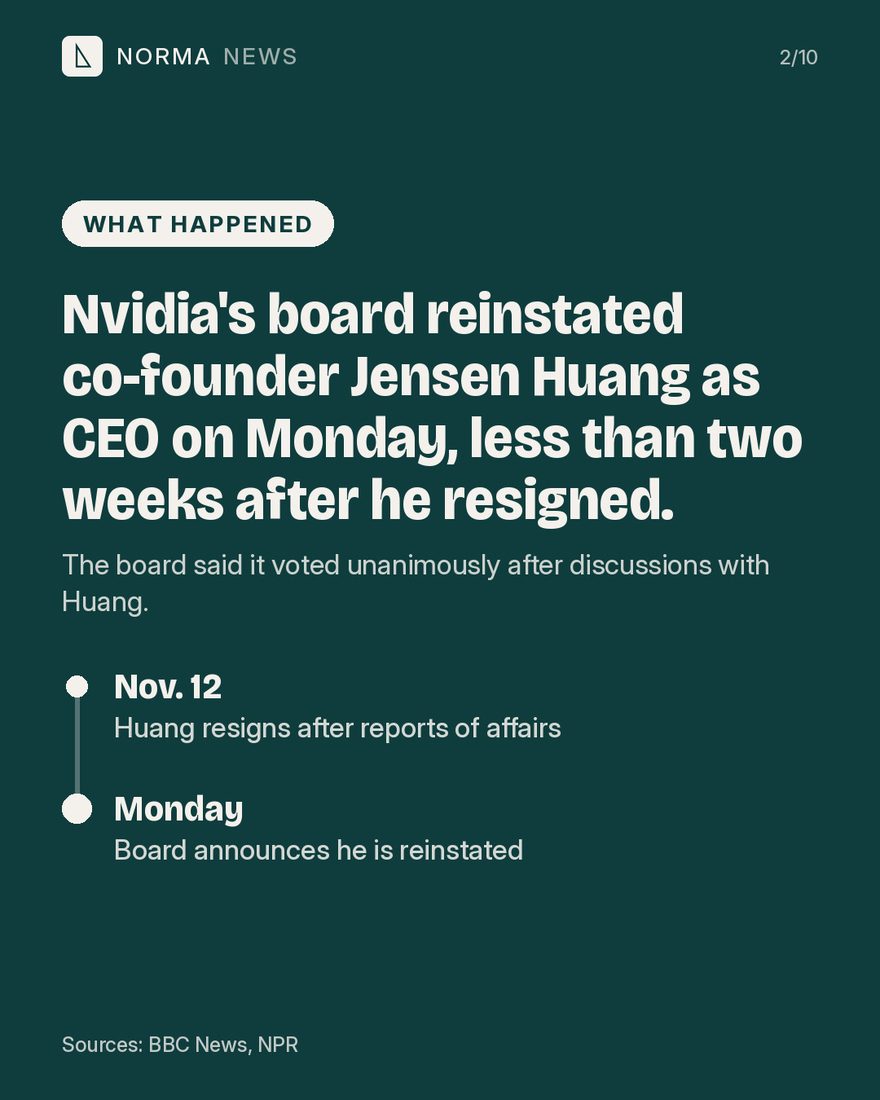 NORMA NEWS
2/10
WHAT HAPPENED
Nvidia's board reinstated
co-founder Jensen Huang as
CEO on Monday, less than two
weeks after he resigned.
The board said it voted unanimously after discussions with
Huang.
Nov. 12
Huang resigns after reports of affairs
Monday
Board announces he is reinstated
Sources: BBC News, NPR